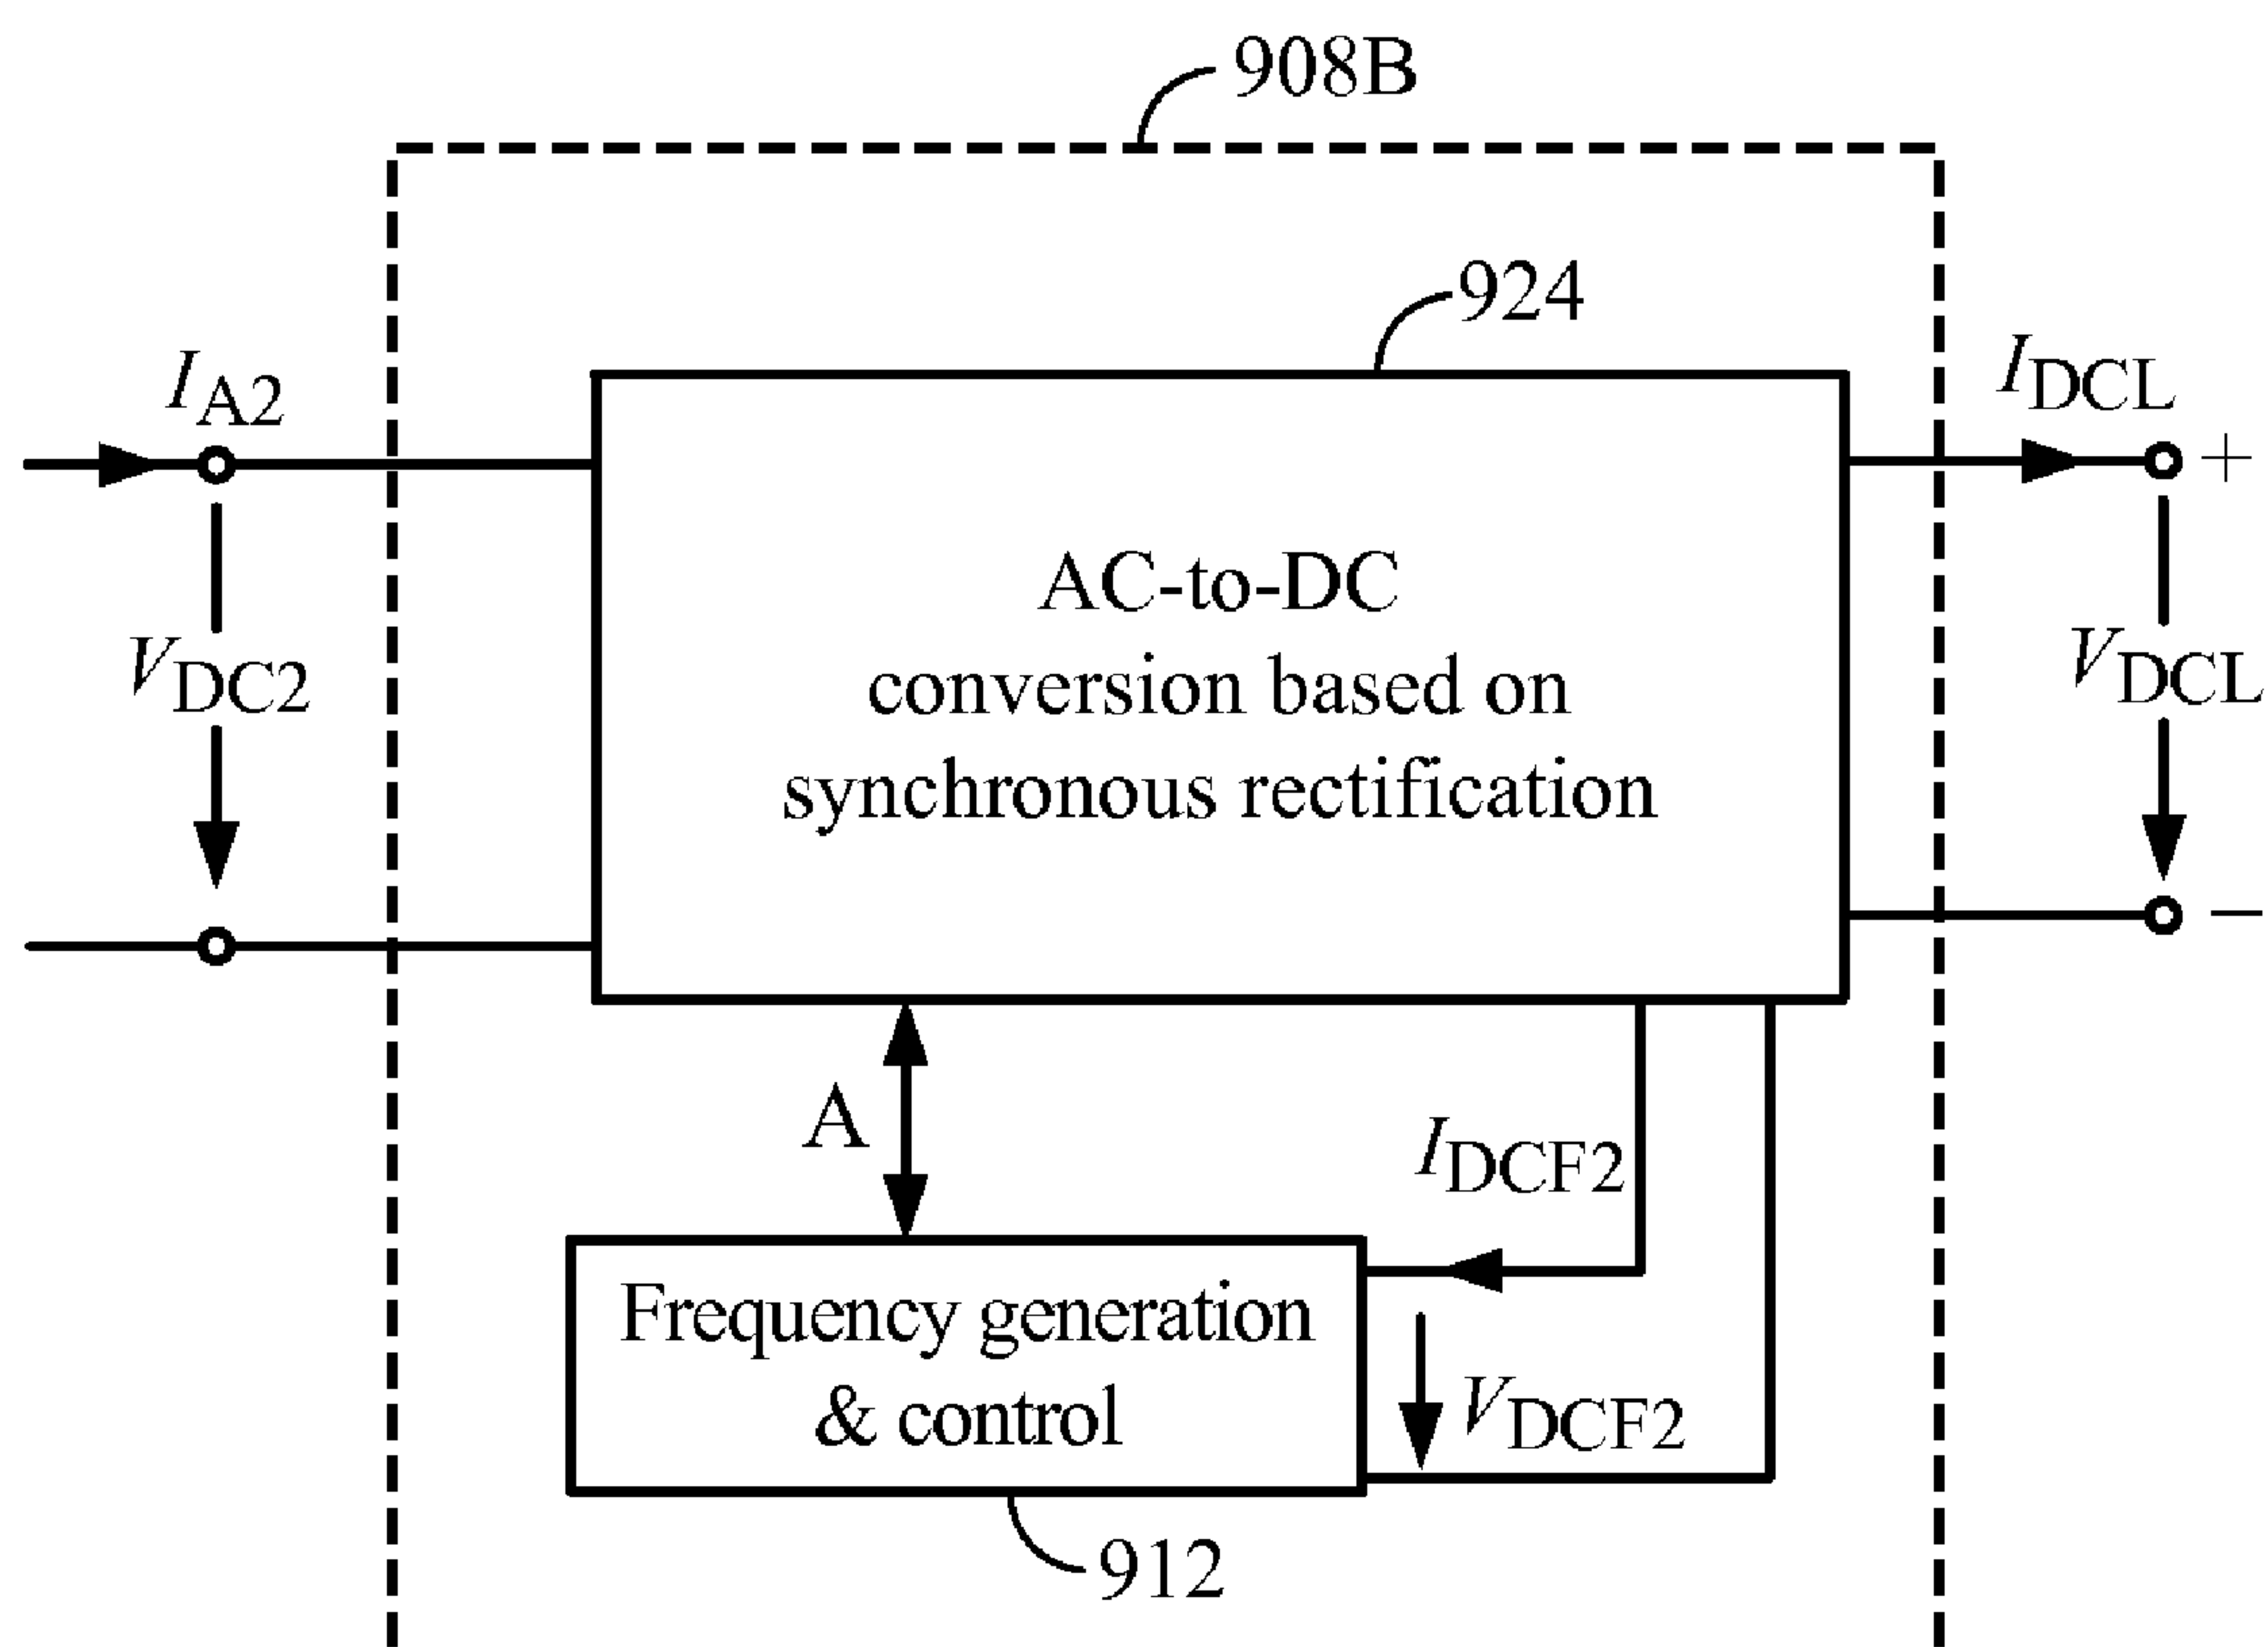 908B
924
I_A2
I_DCL
+
AC-to-DC
conversion based on
synchronous rectification
V_DC2
V_DCL
−
A
I_DCF2
Frequency generation
& control
V_DCF2
912